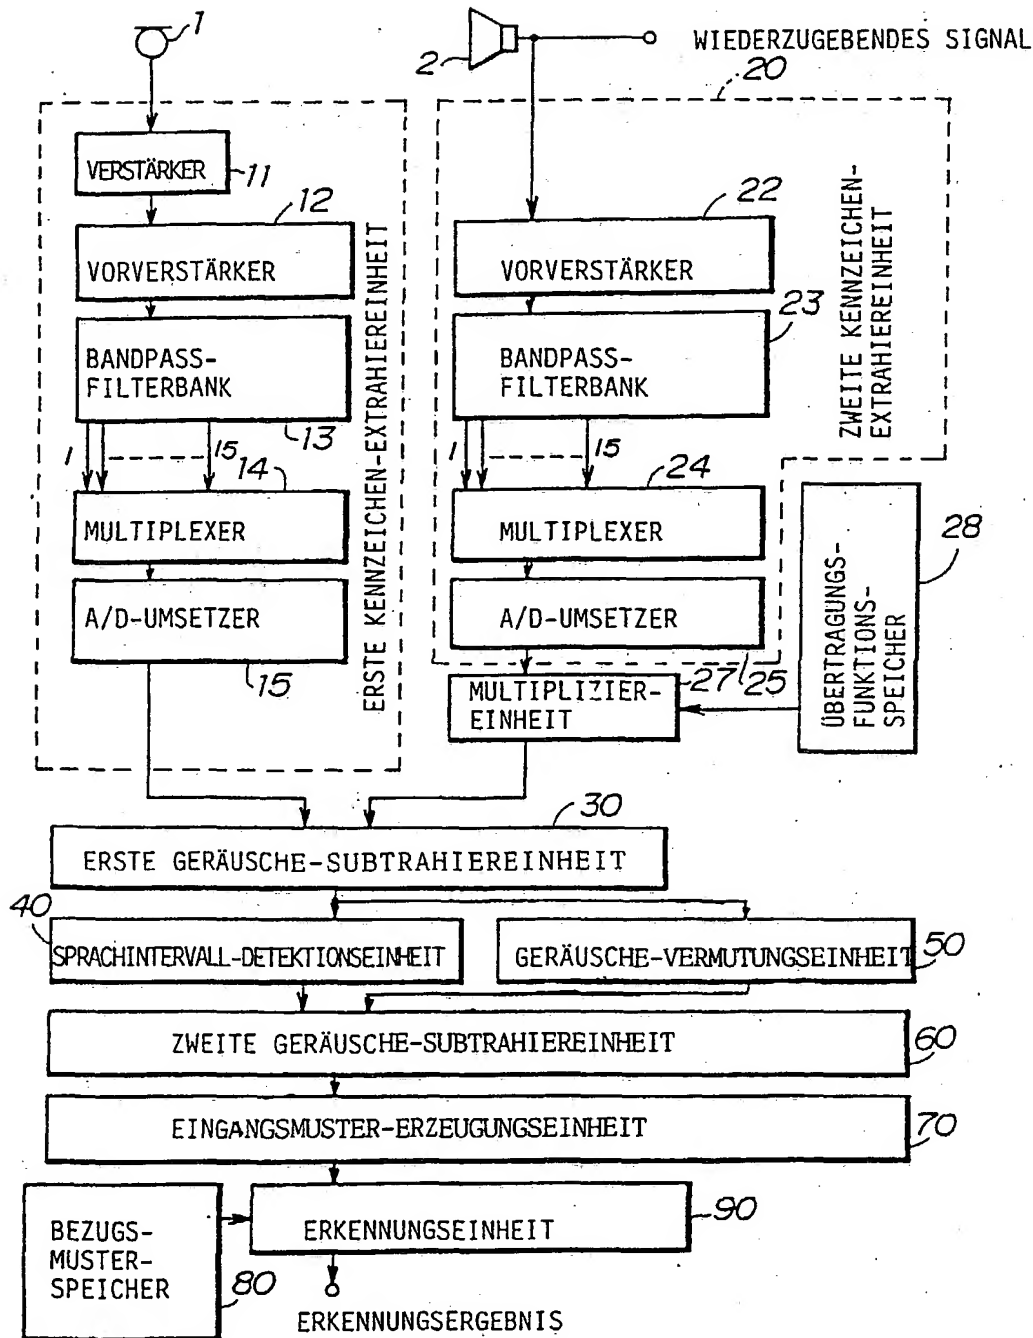 1
2
WIEDERZUGEBENDES SIGNAL
20
VERSTÄRKER
11
12
VORVERSTÄRKER
BANDPASS-
FILTERBANK
13
1
15
14
MULTIPLEXER
A/D-UMSETZER
15
ERSTE KENNZEICHEN-EXTRAHIEREINHEIT
22
VORVERSTÄRKER
23
BANDPASS-
FILTERBANK
1
15
24
MULTIPLEXER
A/D-UMSETZER
25
ZWEITE KENNZEICHEN-
EXTRAHIEREINHEIT
27
MULTIPLIZIER-
EINHEIT
28
ÜBERTRAGUNGS-
FUNKTIONS-
SPEICHER
30
ERSTE GERÄUSCHE-SUBTRAHIEREINHEIT
40
SPRACHINTERVALL-DETEKTIONSEINHEIT
GERÄUSCHE-VERMUTUNGSEINHEIT
50
ZWEITE GERÄUSCHE-SUBTRAHIEREINHEIT
60
EINGANGSMUSTER-ERZEUGUNGSEINHEIT
70
BEZUGS-
MUSTER-
SPEICHER
80
ERKENNUNGSEINHEIT
90
ERKENNUNGSERGEBNIS